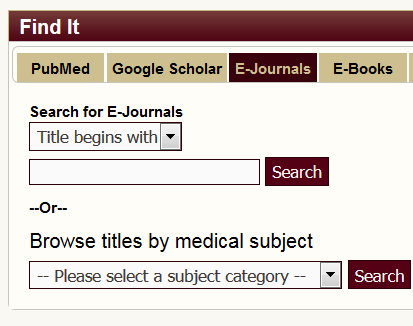 Find It
PubMed Google Scholar E-Journals E-Books
Search for E-Journals
Title begins with
Search
--Or--
Browse titles by medical subject
-- Please select a subject category -- Search